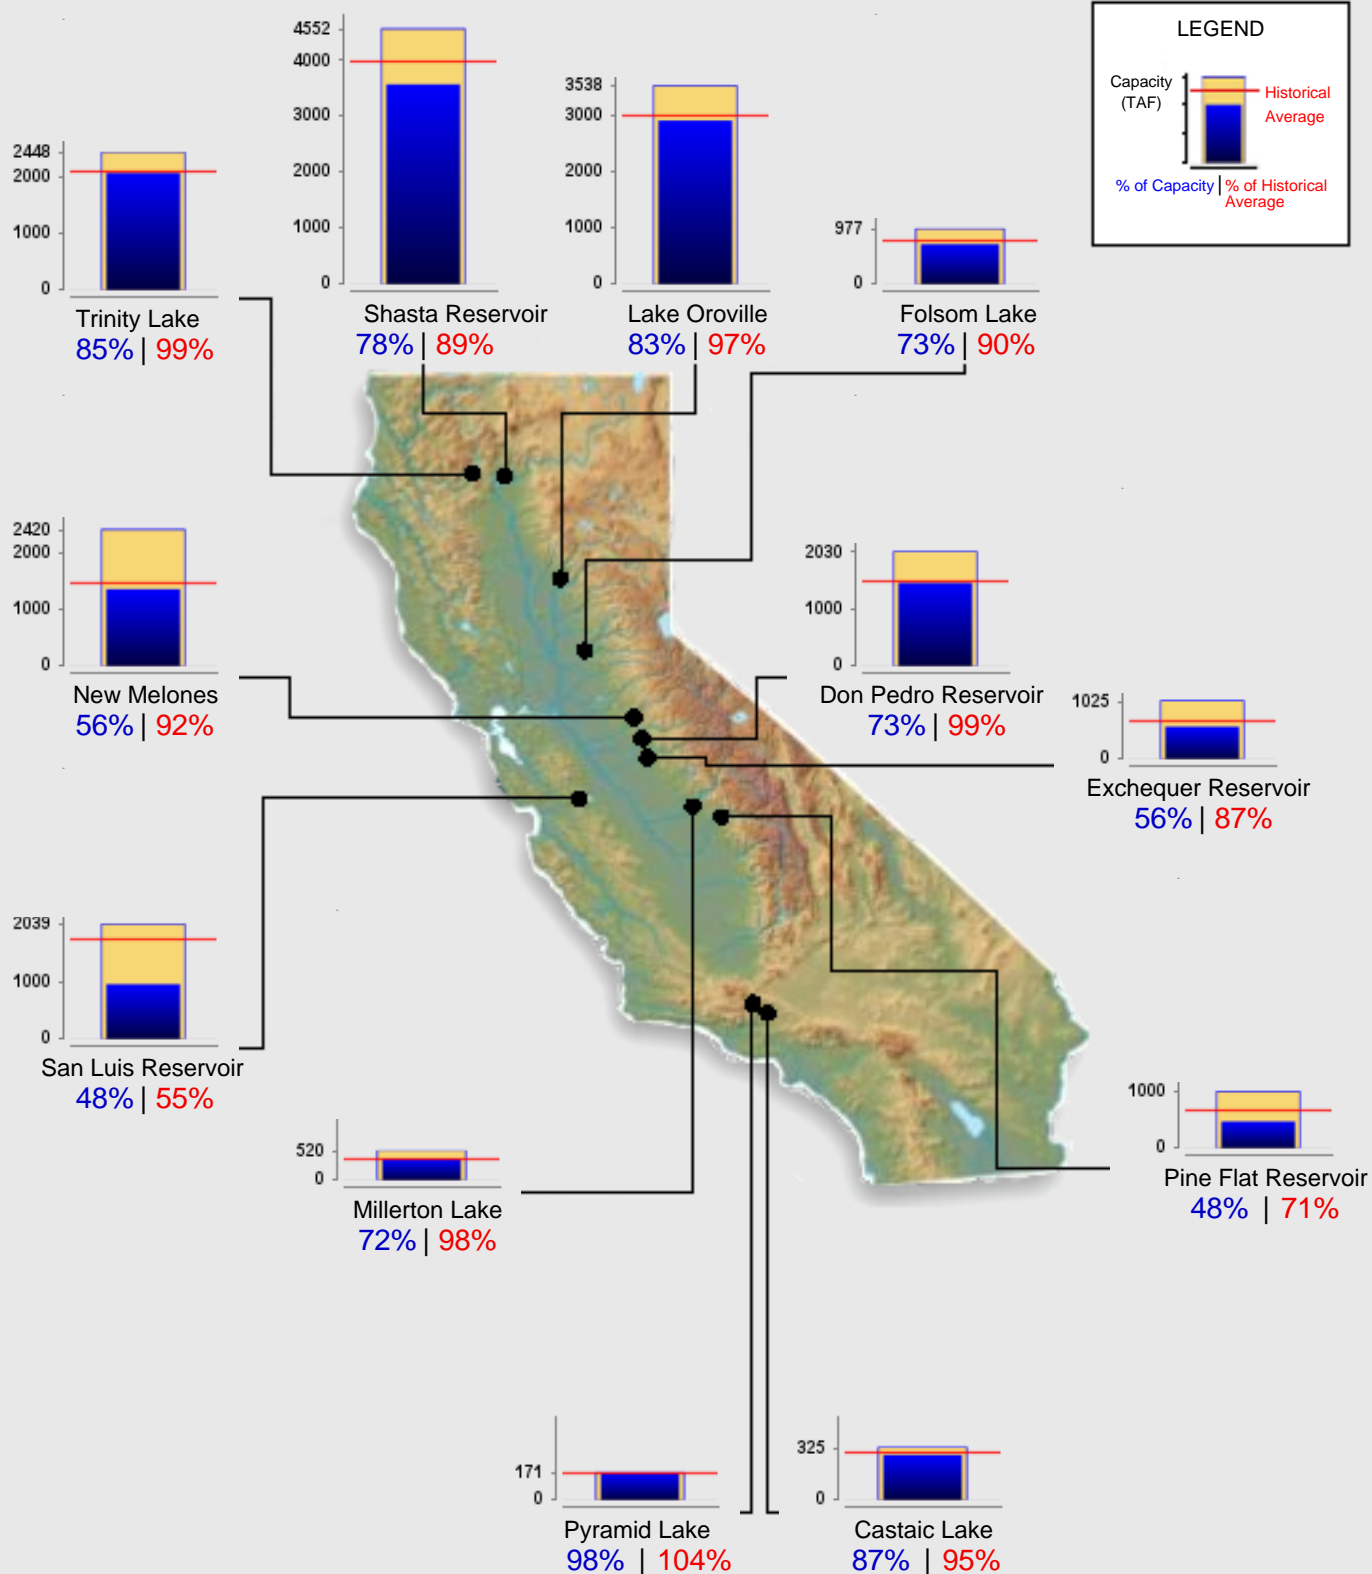 LEGEND
Capacity
(TAF)
Historical
Average
% of Capacity | % of Historical
Average
4552
4000
3000
2000
1000
0
Shasta Reservoir
78% | 89%
3538
3000
2000
1000
0
Lake Oroville
83% | 97%
2448
2000
1000
0
Trinity Lake
85% | 99%
977
0
Folsom Lake
73% | 90%
2420
2000
1000
0
New Melones
56% | 92%
2030
1000
0
Don Pedro Reservoir
73% | 99%
1025
0
Exchequer Reservoir
56% | 87%
2039
1000
0
San Luis Reservoir
48% | 55%
520
0
Millerton Lake
72% | 98%
1000
0
Pine Flat Reservoir
48% | 71%
171
0
Pyramid Lake
98% | 104%
325
0
Castaic Lake
87% | 95%